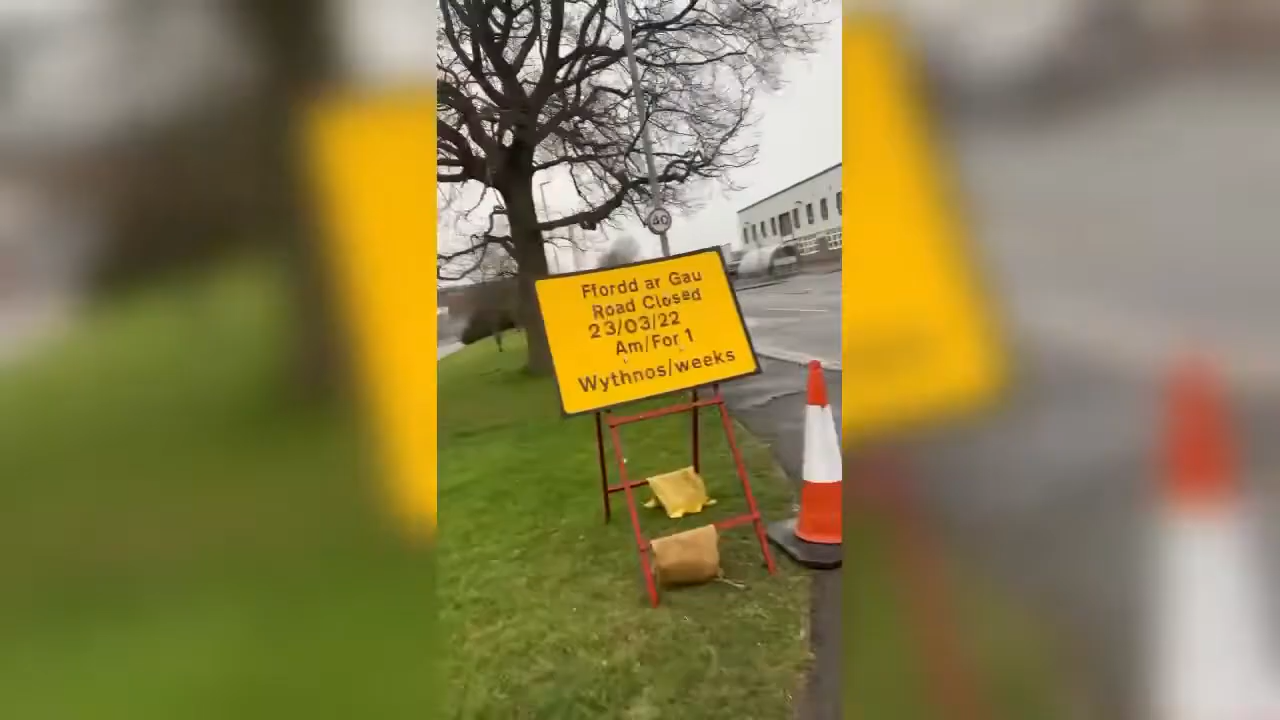 40
Ffordd ar Gau
Road Closed
23/03/22
Am/For 1
Wythnos/weeks